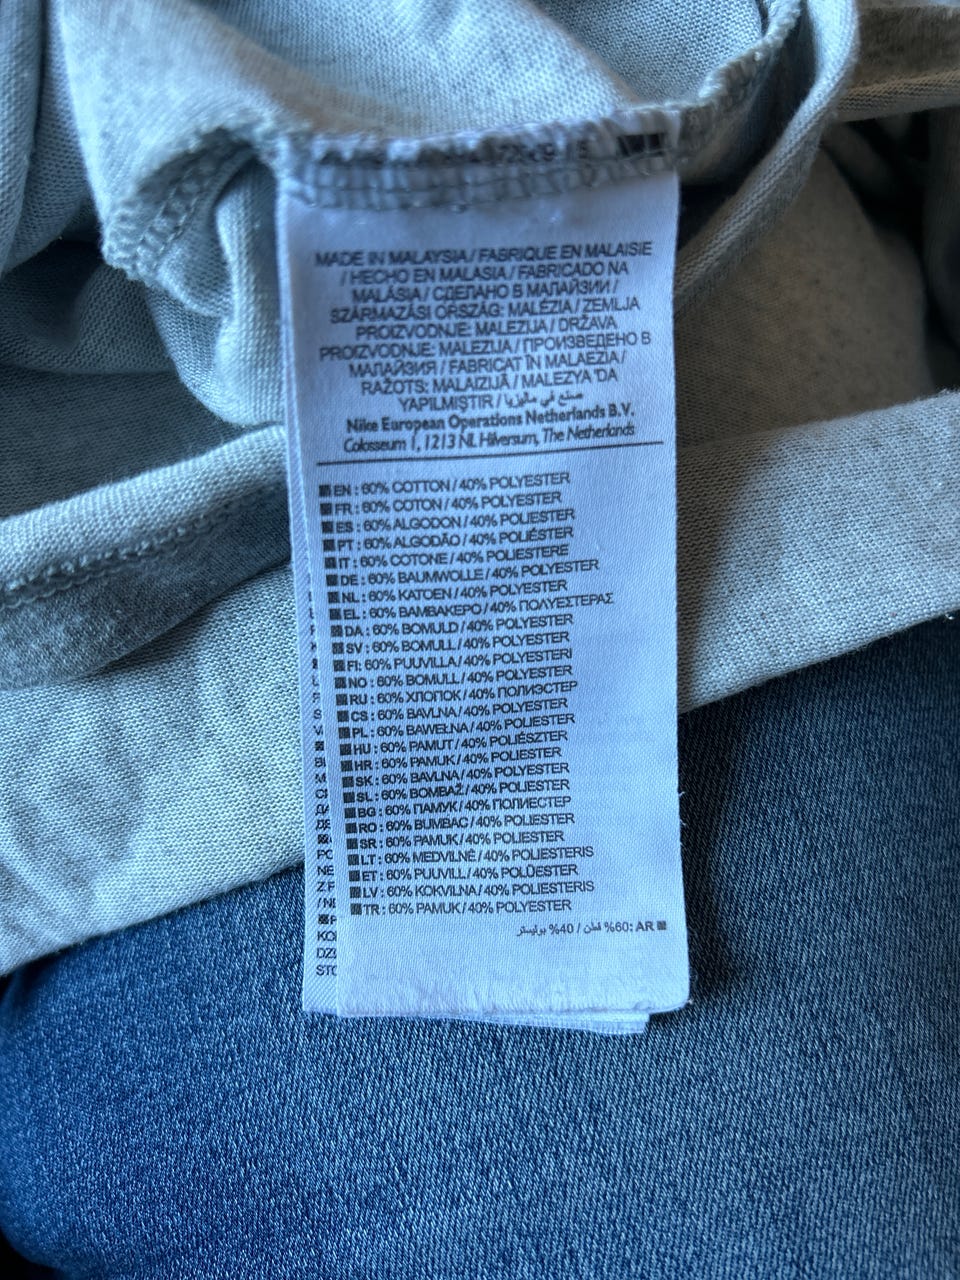 MADE IN MALAYSIA / FABRIQUE EN MALAISIE
/ HECHO EN MALASIA / FABRICADO NA
MALÁSIA / СДЕЛАНО В МАЛАЙЗИИ /
SZÁRMAZÁSI ORSZÁG: MALÉZIA / ZEMLJA
PROIZVODNJE: MALEZIJA / DRŽAVA
PROIZVODNJE: MALEZIJA / ПРОИЗВЕДЕНО В
МАЛАЙЗИЯ / FABRICAT ÎN MALAEZIA /
RAŽOTS: MALAIZIJĀ / MALEZYA 'DA
YAPILMIŞTIR / صنع في ماليزيا
Nike European Operations Netherlands B.V.
Colosseum 1, 1213 NL Hilversum, The Netherlands
EN : 60% COTTON / 40% POLYESTER
FR : 60% COTON / 40% POLYESTER
ES : 60% ALGODON / 40% POLIESTER
PT : 60% ALGODÃO / 40% POLIÉSTER
IT : 60% COTONE / 40% POLIESTERE
DE : 60% BAUMWOLLE / 40% POLYESTER
NL : 60% KATOEN / 40% POLYESTER
EL : 60% ΒΑΜΒΑΚΕΡΟ / 40% ΠΟΛΥΕΣΤΕΡΑΣ
DA : 60% BOMULD / 40% POLYESTER
SV : 60% BOMULL / 40% POLYESTER
FI: 60% PUUVILLA / 40% POLYESTERI
NO : 60% BOMULL / 40% POLYESTER
RU : 60% ХЛОПОК / 40% ПОЛИЭСТЕР
CS : 60% BAVLNA / 40% POLYESTER
PL : 60% BAWEŁNA / 40% POLYESTER
HU : 60% PAMUT / 40% POLIÉSZTER
HR : 60% PAMUK / 40% POLIESTER
SK : 60% BAVLNA / 40% POLYESTER
SL : 60% BOMBAŽ / 40% POLIESTER
BG : 60% ПАМУК / 40% ПОЛИЕСТЕР
RO : 60% BUMBAC / 40% POLIESTER
SR : 60% PAMUK / 40% POLIESTER
LT : 60% MEDVILNĖ / 40% POLIESTERIS
ET : 60% PUUVILL / 40% POLÜESTER
LV : 60% KOKVILNA / 40% POLIESTERIS
TR : 60% PAMUK / 40% POLYESTER
AR :%60 قطن / %40 بوليستر